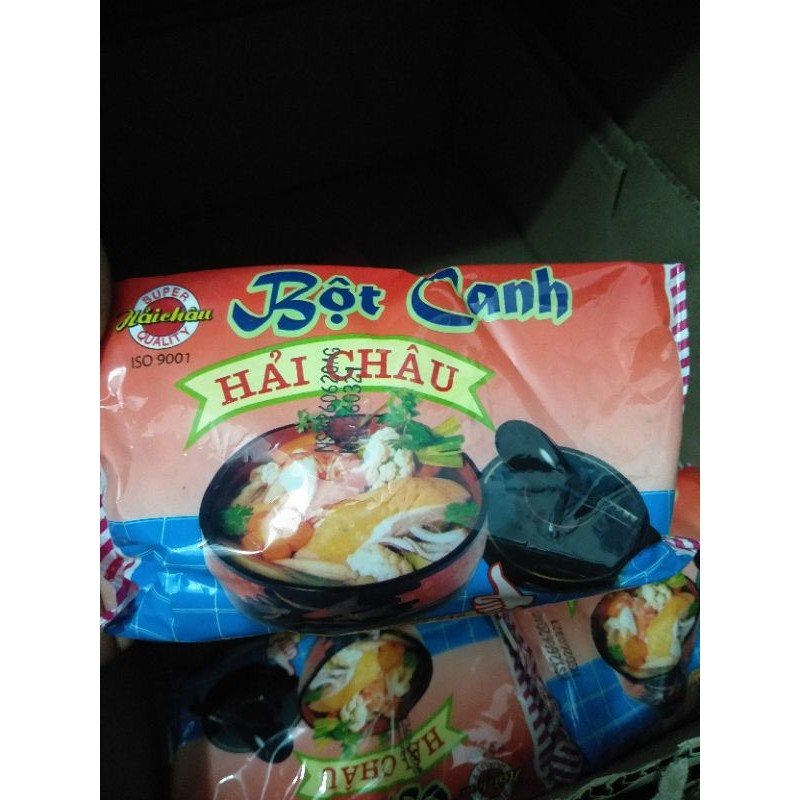 SUPER
Hải châu
QUALITY
ISO 9001
Bột Canh
HẢI CHÂU
HẢI CHÂU